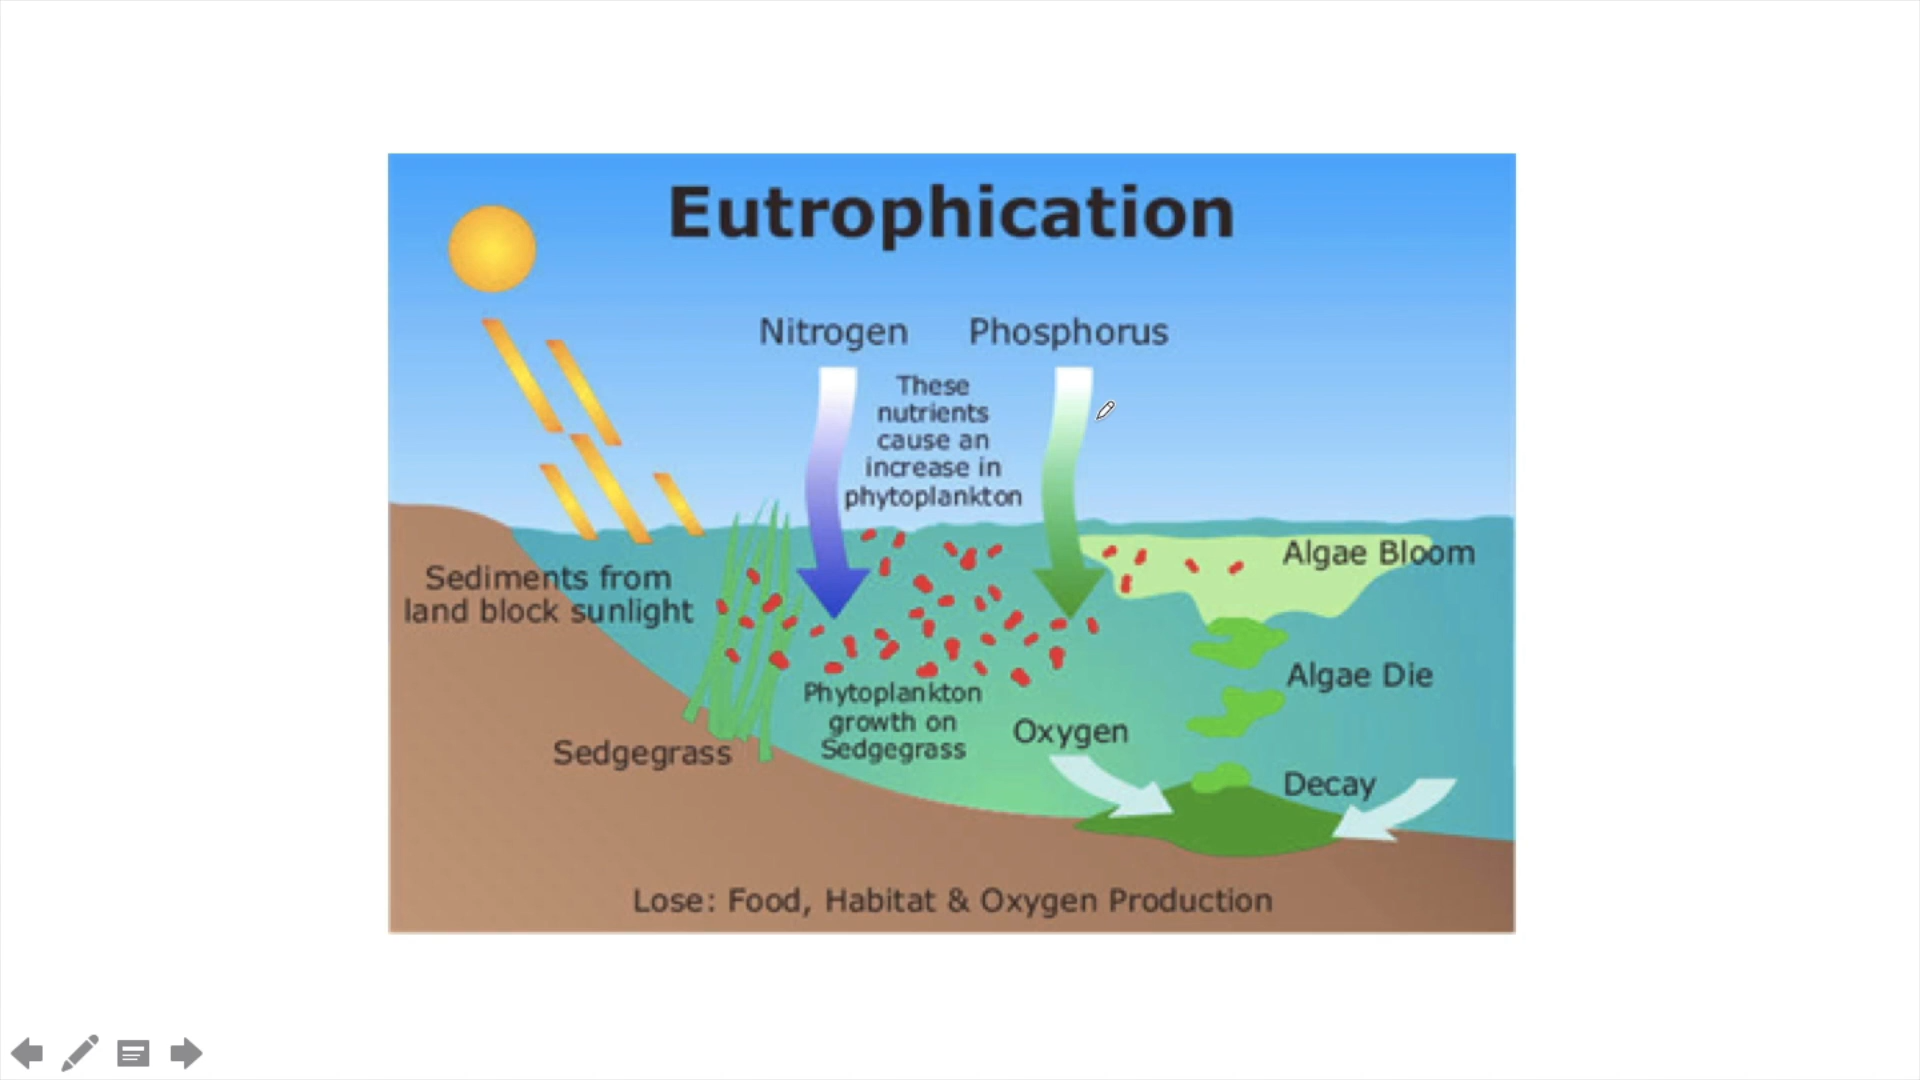 Eutrophication
Nitrogen
Phosphorus
These
nutrients
cause an
increase in
phytoplankton
Algae Bloom
Sediments from
land block sunlight
Algae Die
Phytoplankton
growth on
Sedgegrass
Oxygen
Sedgegrass
Decay
Lose: Food, Habitat & Oxygen Production